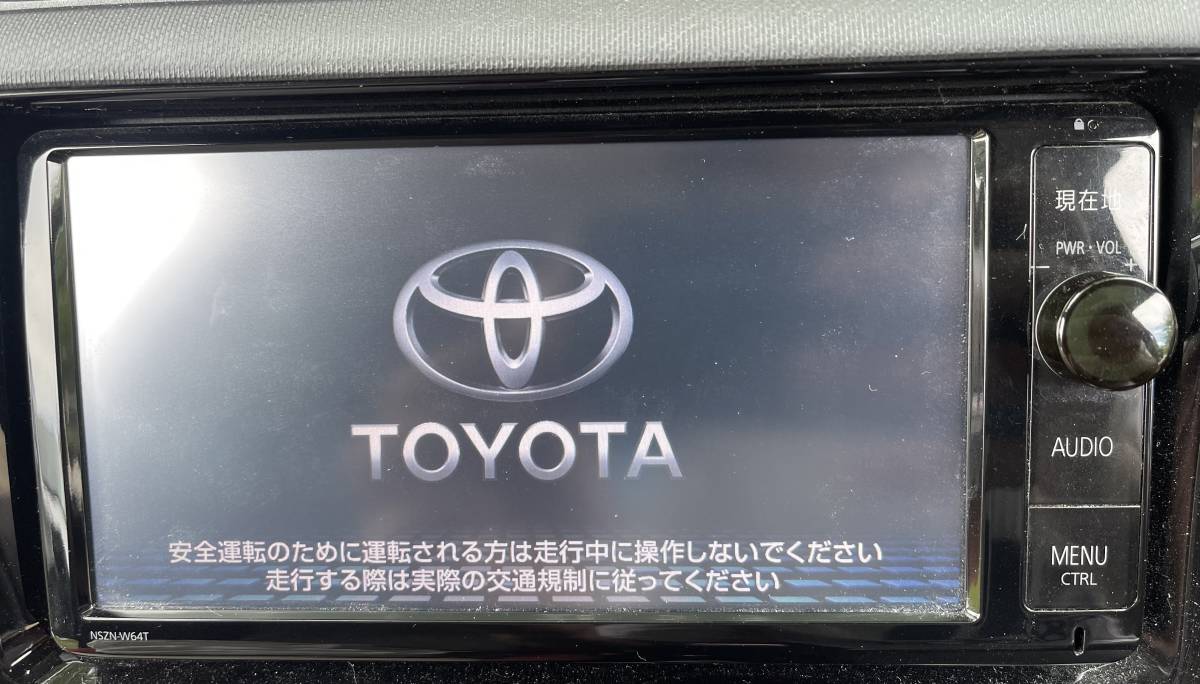 現在地
PWR・VOL
− +
AUDIO
MENU
CTRL
TOYOTA
安全運転のために運転される方は走行中に操作しないでください
走行する際は実際の交通規制に従ってください
NSZN-W64T